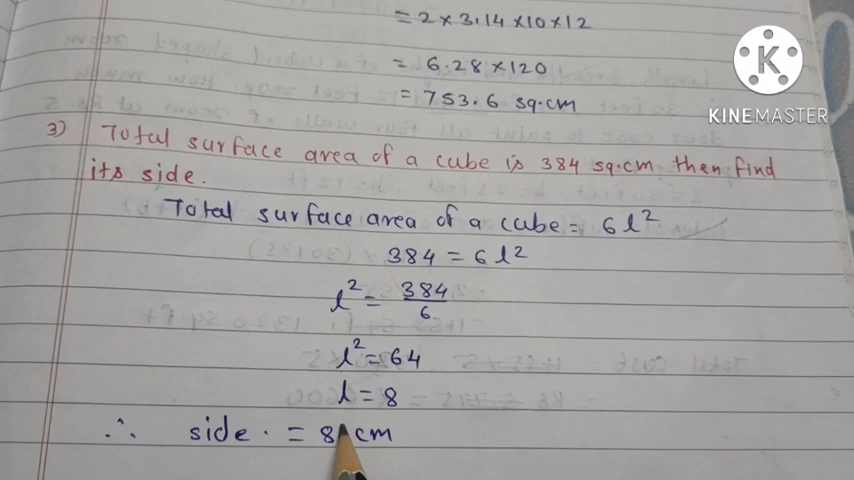 = 2 × 3.14 × 10 × 12
= 6.28 × 120
= 753.6 sq.cm
KINEMASTER
3) Total surface area of a cube is 384 sq.cm then find
its side.
Total surface area of a cube = 6l²
384 = 6l²
l² = 384/6
l² = 64
l = 8
∴ side. = 8 cm